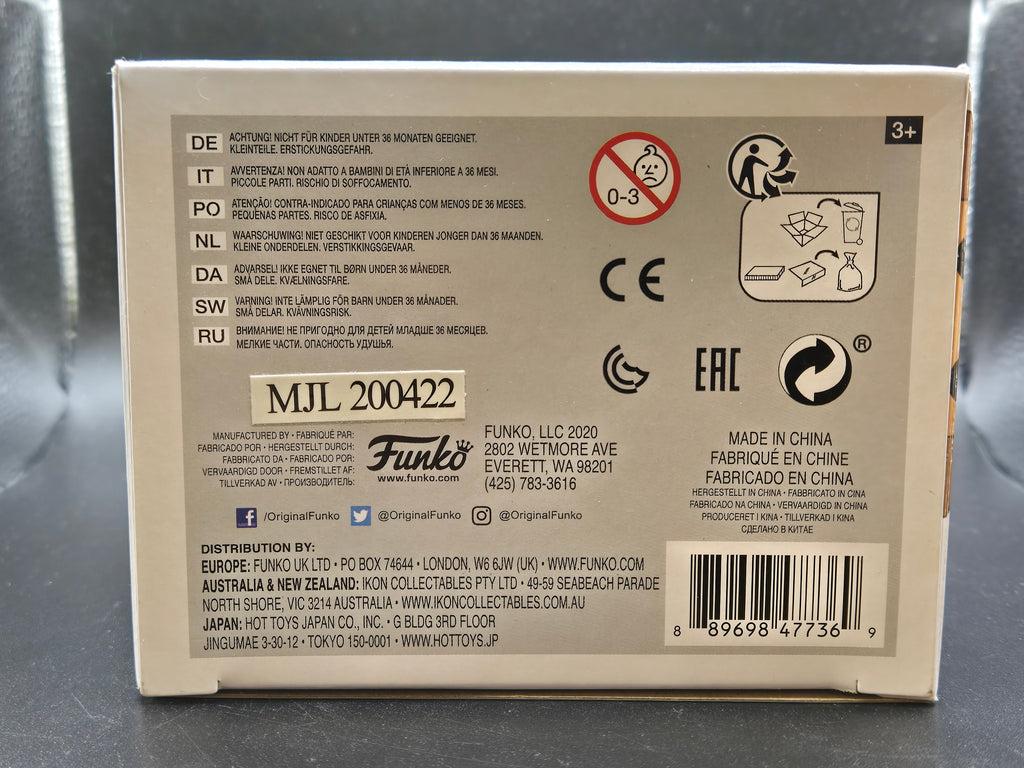 3+
DE ACHTUNG! NICHT FÜR KINDER UNTER 36 MONATEN GEEIGNET.
KLEINTEILE. ERSTICKUNGSGEFAHR.
IT AVVERTENZA! NON ADATTO A BAMBINI DI ETÀ INFERIORE A 36 MESI.
PICCOLE PARTI. RISCHIO DI SOFFOCAMENTO.
PO ATENÇÃO! CONTRA-INDICADO PARA CRIANÇAS COM MENOS DE 36 MESES.
PEQUENAS PARTES. RISCO DE ASFIXIA.
NL WAARSCHUWING! NIET GESCHIKT VOOR KINDEREN JONGER DAN 36 MAANDEN.
KLEINE ONDERDELEN. VERSTIKKINGSGEVAAR.
DA ADVARSEL! IKKE EGNET TIL BØRN UNDER 36 MÅNEDER.
SMÅ DELE. KVÆLNINGSFARE.
SW VARNING! INTE LÄMPLIG FÖR BARN UNDER 36 MÅNADER.
SMÅ DELAR. KVÄVNINGSRISK.
RU ВНИМАНИЕ! НЕ ПРИГОДНО ДЛЯ ДЕТЕЙ МЛАДШЕ 36 МЕСЯЦЕВ.
МЕЛКИЕ ЧАСТИ. ОПАСНОСТЬ УДУШЬЯ.
0-3
CE
EAC
®
MJL 200422
MANUFACTURED BY • FABRIQUÉ PAR:
FABRICADO POR • HERGESTELLT DURCH:
FABBRICATO DA • FABRICADO POR:
VERVAARDIGD DOOR • FREMSTILLET AF:
TILLVERKAD AV • ПРОИЗВОДИТЕЛЬ:
Funko
www.funko.com
FUNKO, LLC 2020
2802 WETMORE AVE
EVERETT, WA 98201
(425) 783-3616
MADE IN CHINA
FABRIQUÉ EN CHINE
FABRICADO EN CHINA
HERGESTELLT IN CHINA • FABBRICATO IN CINA
FABRICADO NA CHINA • VERVAARDIGD IN CHINA
PRODUCERET I KINA • TILLVERKAD I KINA
СДЕЛАНО В КИТАЕ
f /OriginalFunko @OriginalFunko @OriginalFunko
DISTRIBUTION BY:
EUROPE: FUNKO UK LTD • PO BOX 74644 • LONDON, W6 6JW (UK) • WWW.FUNKO.COM
AUSTRALIA & NEW ZEALAND: IKON COLLECTABLES PTY LTD • 49-59 SEABEACH PARADE
NORTH SHORE, VIC 3214 AUSTRALIA • WWW.IKONCOLLECTABLES.COM.AU
JAPAN: HOT TOYS JAPAN CO., INC. • G BLDG 3RD FLOOR
JINGUMAE 3-30-12 • TOKYO 150-0001 • WWW.HOTTOYS.JP
8 89698 47736 9